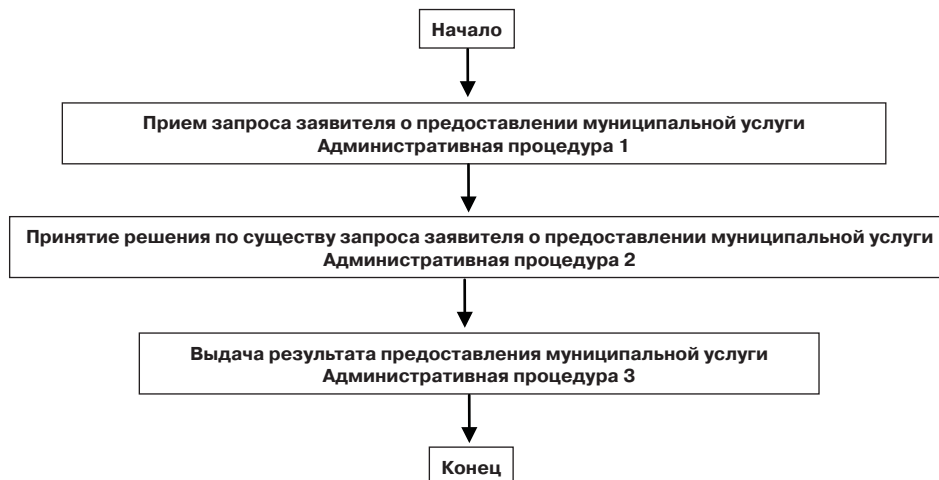 Начало
Прием запроса заявителя о предоставлении муниципальной услуги
Административная процедура 1
Принятие решения по существу запроса заявителя о предоставлении муниципальной услуги
Административная процедура 2
Выдача результата предоставления муниципальной услуги
Административная процедура 3
Конец